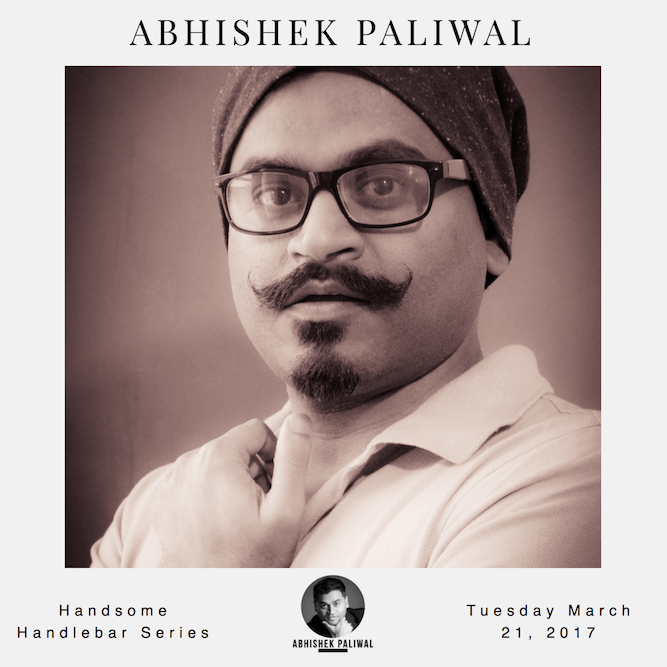 ABHISHEK PALIWAL
Handsome
Handlebar Series
ABHISHEK PALIWAL
Tuesday March
21, 2017